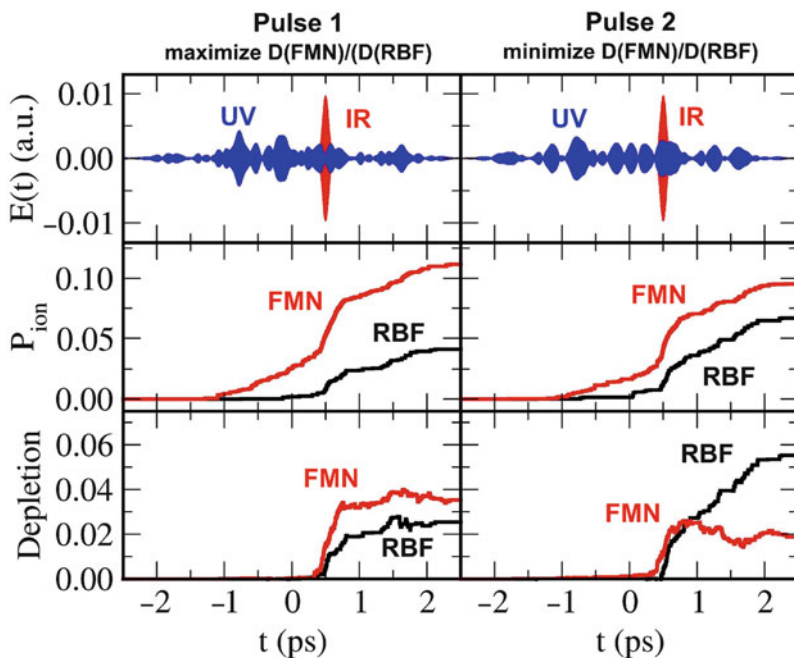 Pulse 1
maximize D(FMN)/(D(RBF)
Pulse 2
minimize D(FMN)/D(RBF)
E(t) (a.u.)
0.01
0.00
−0.01
UV
IR
UV
IR
P_ion
0.10
0.05
0.00
FMN
RBF
FMN
RBF
Depletion
0.06
0.04
0.02
0.00
FMN
RBF
RBF
FMN
−2 −1 0 1 2
−2 −1 0 1 2
t (ps)
t (ps)